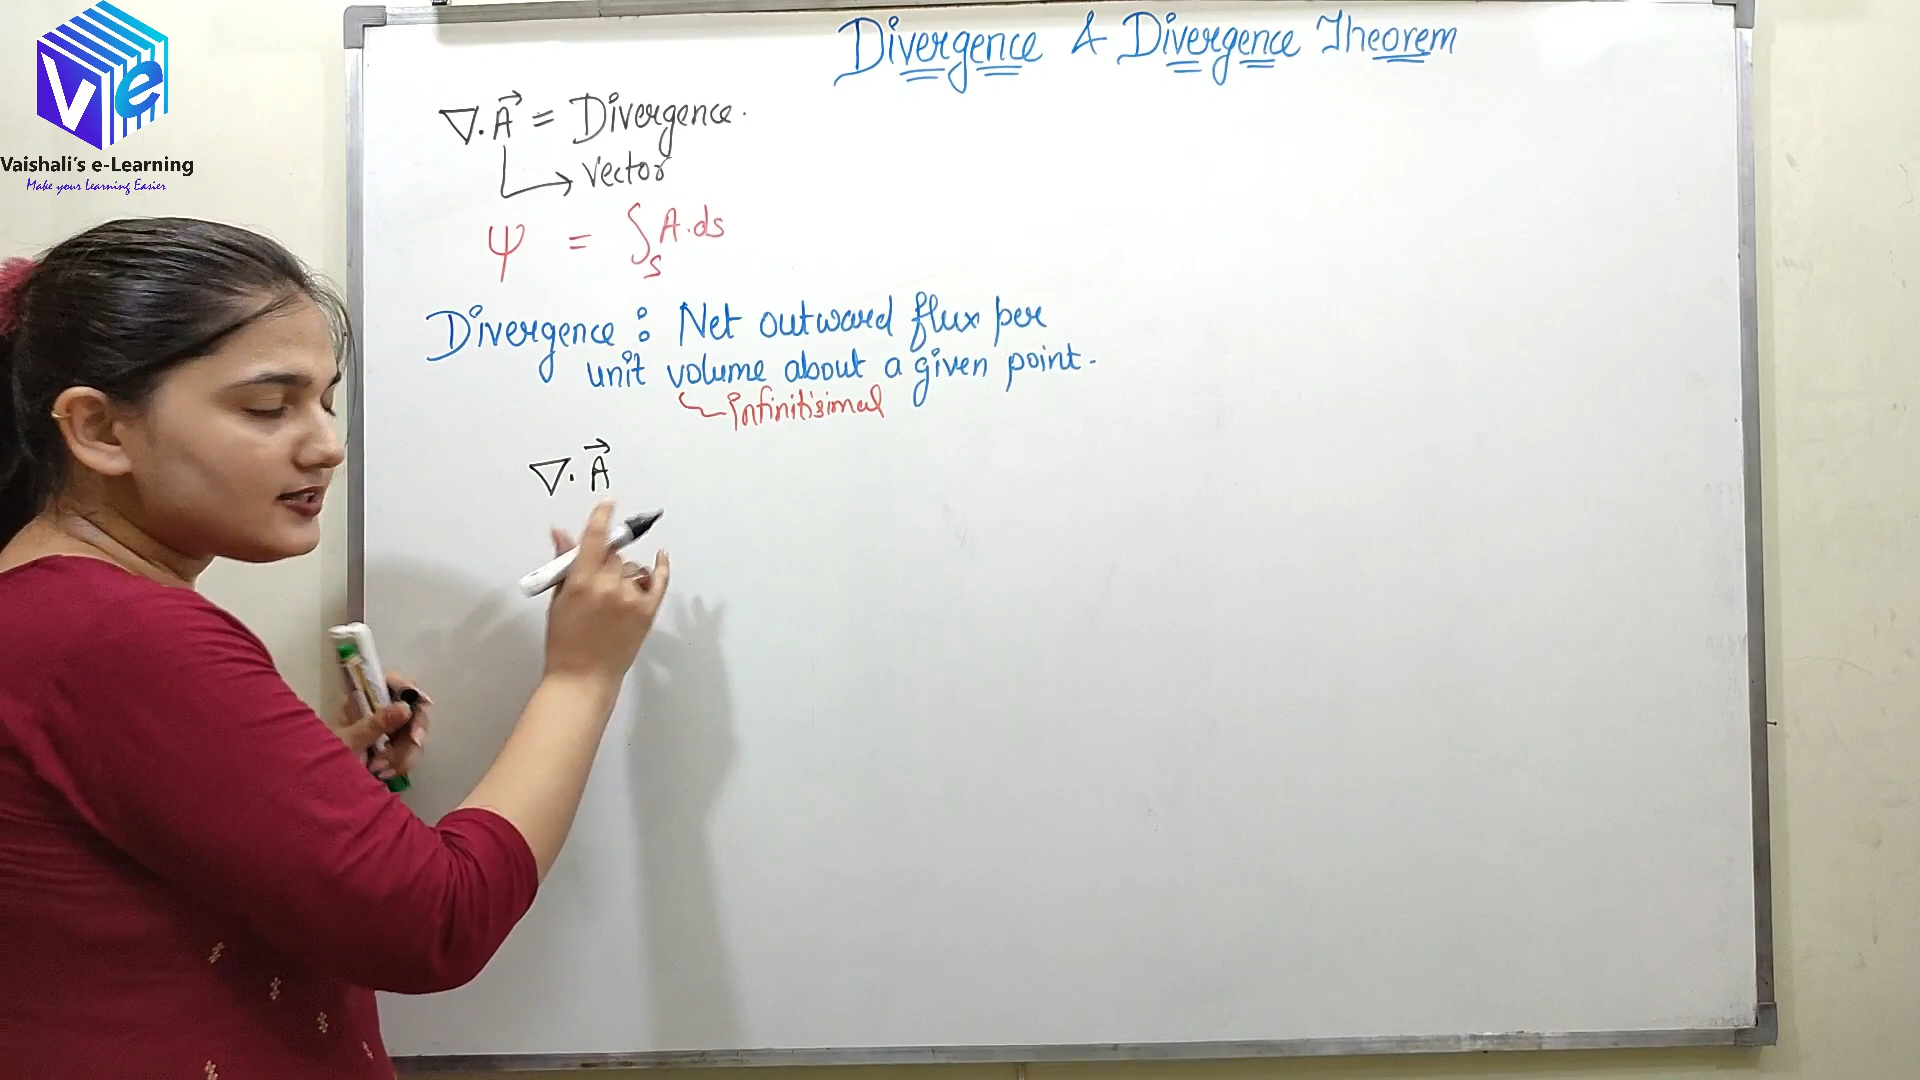 Ve
Vaishali's e-Learning
Make your Learning Easier
Divergence & Divergence Theorem
∇. A⃗ = Divergence.
vector
ψ = ∫s A.ds
Divergence : Net outward flux per
unit volume about a given point.
infinitisimal
∇. A⃗